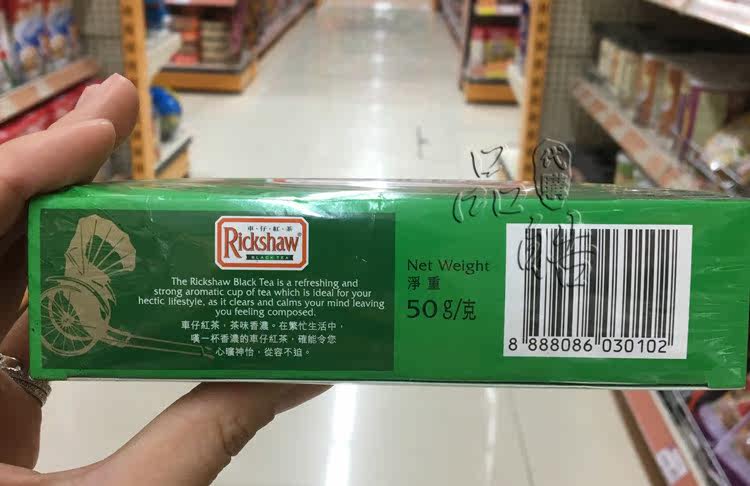 車·仔·紅·茶
Rickshaw®
BLACK TEA
The Rickshaw Black Tea is a refreshing and
strong aromatic cup of tea which is ideal for your
hectic lifestyle, as it clears and calms your mind leaving
you feeling composed.
車仔紅茶，茶味香濃。在繁忙生活中，
嘆一杯香濃的車仔紅茶，確能令您
心曠神怡，從容不迫。
Net Weight
淨 重
50 g/克
8 888086 030102
品
代購